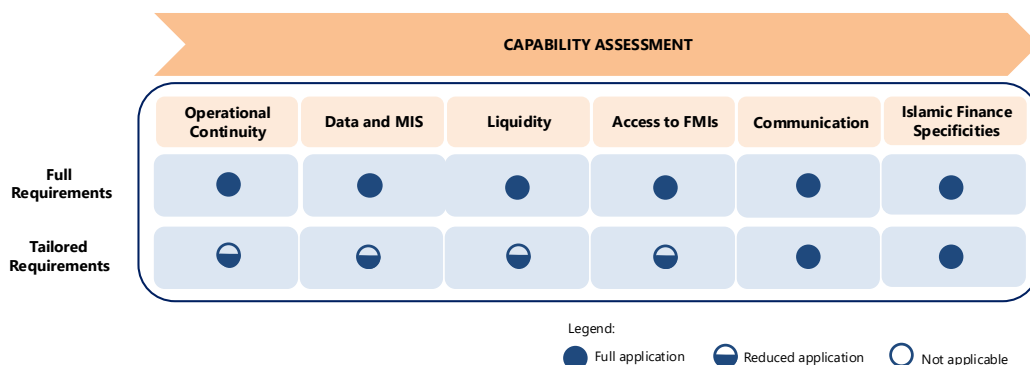 CAPABILITY ASSESSMENT
Operational
Continuity
Data and MIS
Liquidity
Access to FMIs
Communication
Islamic Finance
Specificities
Full
Requirements
Tailored
Requirements
Legend:
Full application
Reduced application
Not applicable